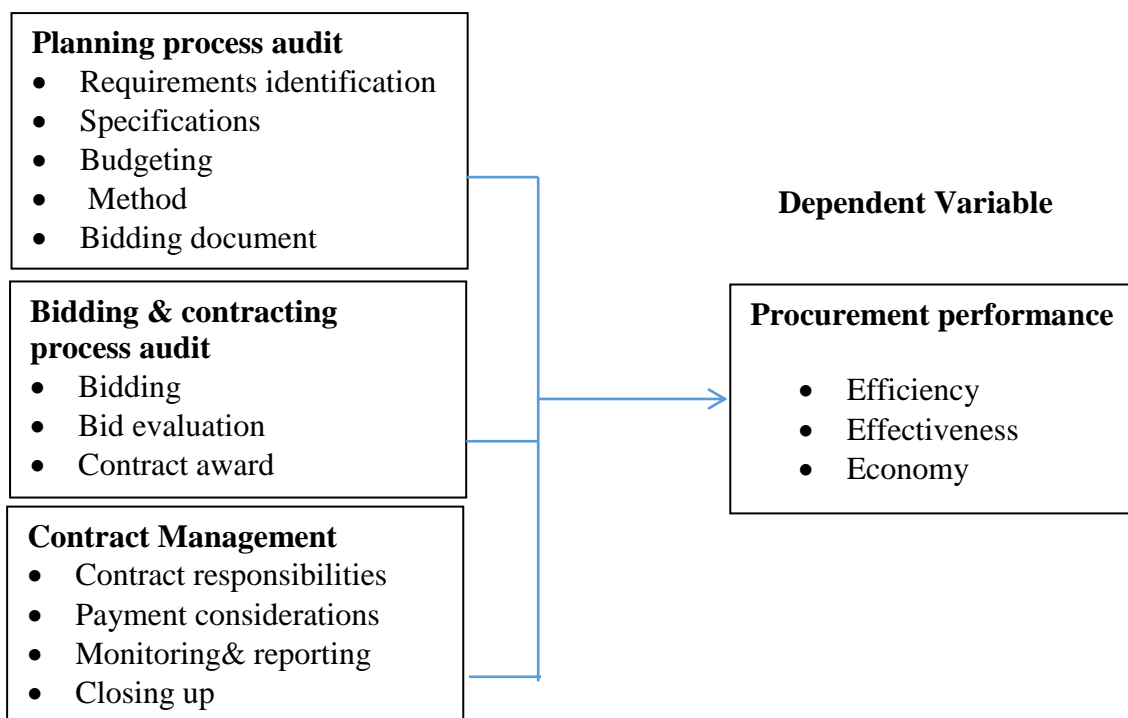 Planning process audit
• Requirements identification
• Specifications
• Budgeting
• Method
• Bidding document
Bidding & contracting
process audit
• Bidding
• Bid evaluation
• Contract award
Contract Management
• Contract responsibilities
• Payment considerations
• Monitoring& reporting
• Closing up
Dependent Variable
Procurement performance
• Efficiency
• Effectiveness
• Economy